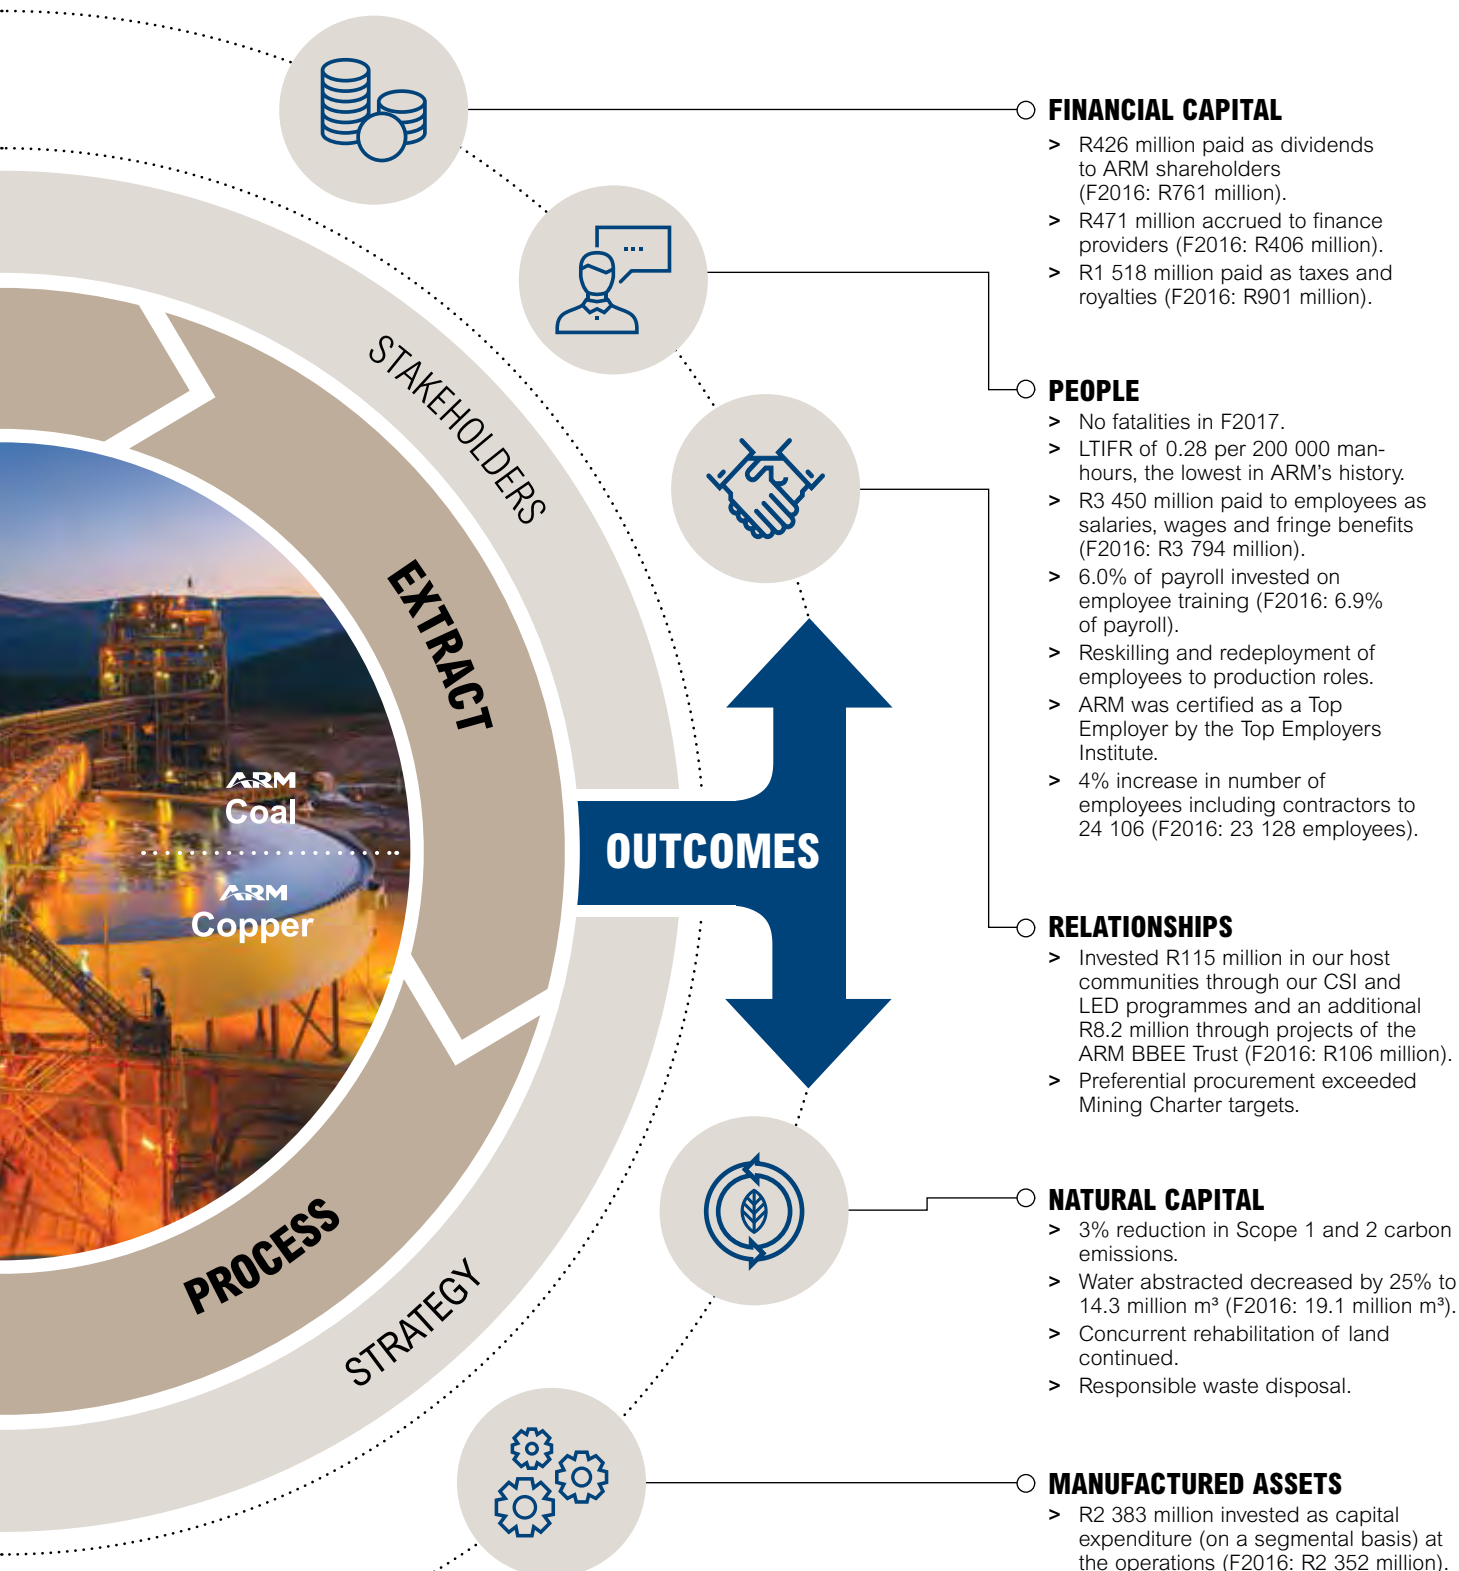 FINANCIAL CAPITAL
> R426 million paid as dividends
to ARM shareholders
(F2016: R761 million).
> R471 million accrued to finance
providers (F2016: R406 million).
> R1 518 million paid as taxes and
royalties (F2016: R901 million).
PEOPLE
> No fatalities in F2017.
> LTIFR of 0.28 per 200 000 man-
hours, the lowest in ARM's history.
> R3 450 million paid to employees as
salaries, wages and fringe benefits
(F2016: R3 794 million).
> 6.0% of payroll invested on
employee training (F2016: 6.9%
of payroll).
> Reskilling and redeployment of
employees to production roles.
> ARM was certified as a Top
Employer by the Top Employers
Institute.
> 4% increase in number of
employees including contractors to
24 106 (F2016: 23 128 employees).
RELATIONSHIPS
> Invested R115 million in our host
communities through our CSI and
LED programmes and an additional
R8.2 million through projects of the
ARM BBEE Trust (F2016: R106 million).
> Preferential procurement exceeded
Mining Charter targets.
NATURAL CAPITAL
> 3% reduction in Scope 1 and 2 carbon
emissions.
> Water abstracted decreased by 25% to
14.3 million m³ (F2016: 19.1 million m³).
> Concurrent rehabilitation of land
continued.
> Responsible waste disposal.
MANUFACTURED ASSETS
> R2 383 million invested as capital
expenditure (on a segmental basis) at
the operations (F2016: R2 352 million).
STAKEHOLDERS
EXTRACT
ARM
Coal
ARM
Copper
OUTCOMES
PROCESS
STRATEGY